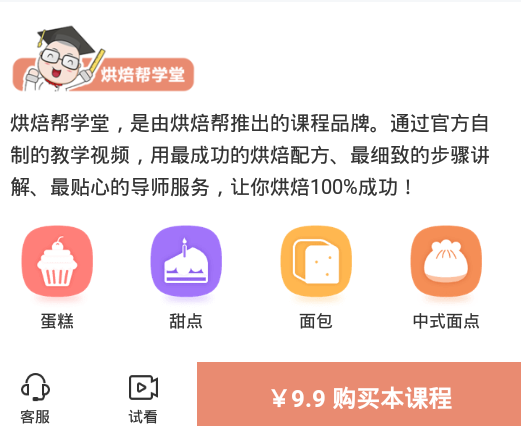 烘焙帮学堂
烘焙帮学堂，是由烘焙帮推出的课程品牌。通过官方自
制的教学视频，用最成功的烘焙配方、最细致的步骤讲
解、最贴心的导师服务，让你烘焙100%成功！
蛋糕 甜点 面包 中式面点
客服 试看 ￥9.9 购买本课程